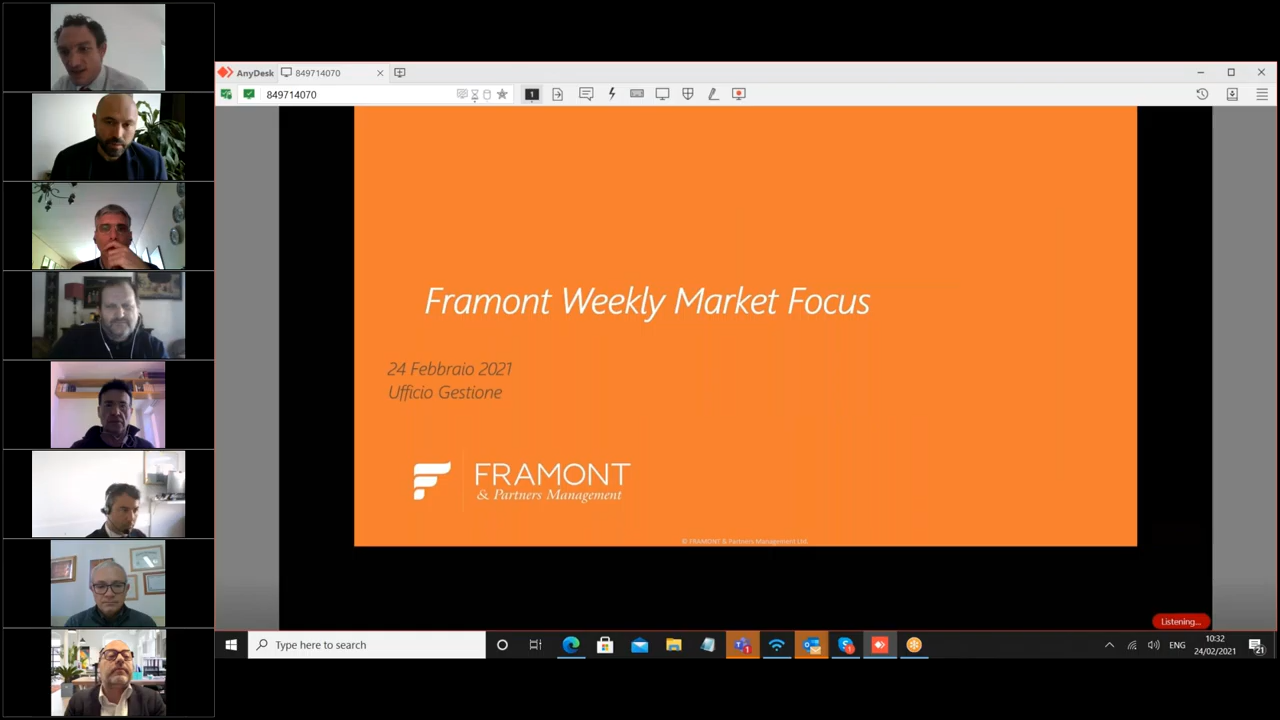 AnyDesk
849714070
849714070
1
Framont Weekly Market Focus
24 Febbraio 2021
Ufficio Gestione
FRAMONT
& Partners Management
© FRAMONT & Partners Management Ltd.
Listening...
Type here to search
ENG
10:32
24/02/2021
21